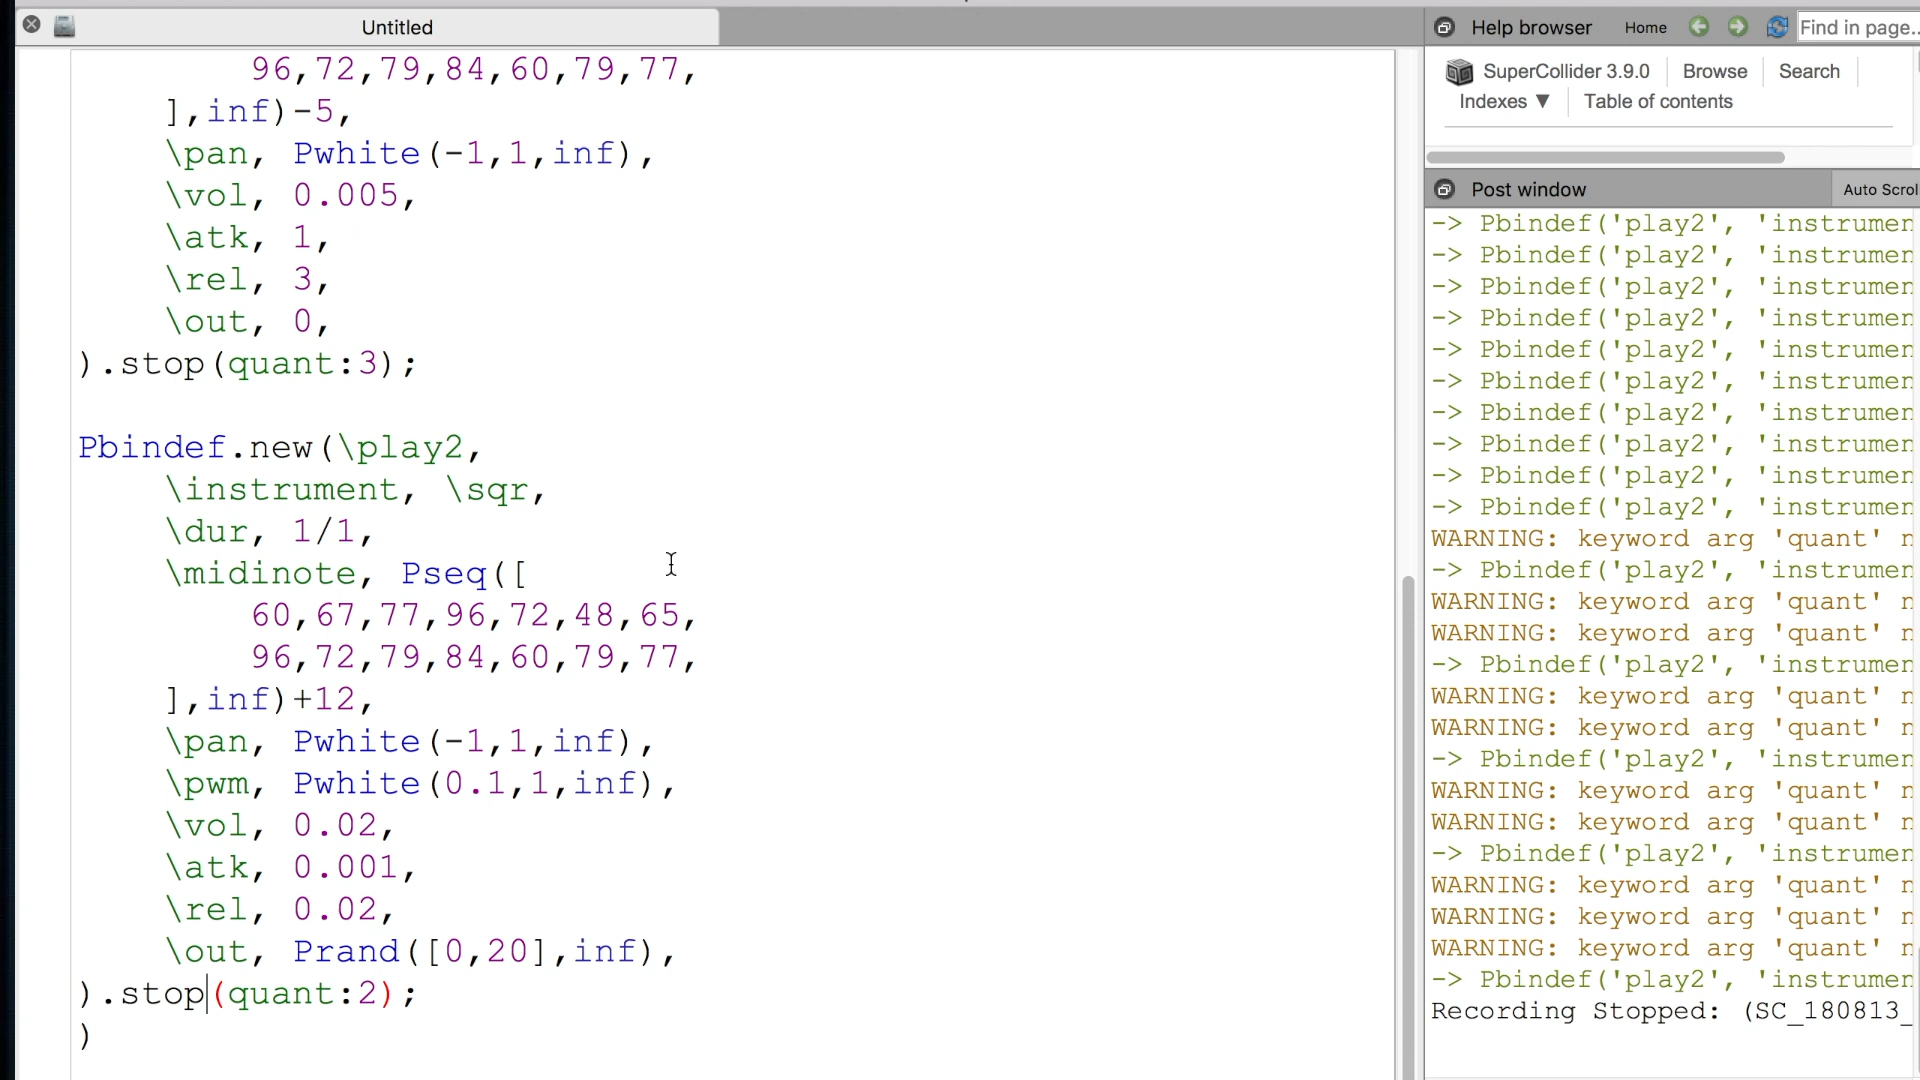 Untitled
96,72,79,84,60,79,77,
],inf)-5,
\pan, Pwhite(-1,1,inf),
\vol, 0.005,
\atk, 1,
\rel, 3,
\out, 0,
).stop(quant:3);
Pbindef.new(\play2,
\instrument, \sqr,
\dur, 1/1,
\midinote, Pseq([
60,67,77,96,72,48,65,
96,72,79,84,60,79,77,
],inf)+12,
\pan, Pwhite(-1,1,inf),
\pwm, Pwhite(0.1,1,inf),
\vol, 0.02,
\atk, 0.001,
\rel, 0.02,
\out, Prand([0,20],inf),
).stop(quant:2);
)
Help browser Home Find in page..
SuperCollider 3.9.0 Browse Search
Indexes ▼ Table of contents
Post window Auto Scrol
-> Pbindef('play2', 'instrumen
-> Pbindef('play2', 'instrumen
-> Pbindef('play2', 'instrumen
-> Pbindef('play2', 'instrumen
-> Pbindef('play2', 'instrumen
-> Pbindef('play2', 'instrumen
-> Pbindef('play2', 'instrumen
-> Pbindef('play2', 'instrumen
-> Pbindef('play2', 'instrumen
-> Pbindef('play2', 'instrumen
WARNING: keyword arg 'quant' n
-> Pbindef('play2', 'instrumen
WARNING: keyword arg 'quant' n
WARNING: keyword arg 'quant' n
-> Pbindef('play2', 'instrumen
WARNING: keyword arg 'quant' n
WARNING: keyword arg 'quant' n
-> Pbindef('play2', 'instrumen
WARNING: keyword arg 'quant' n
WARNING: keyword arg 'quant' n
-> Pbindef('play2', 'instrumen
WARNING: keyword arg 'quant' n
WARNING: keyword arg 'quant' n
WARNING: keyword arg 'quant' n
-> Pbindef('play2', 'instrumen
Recording Stopped: (SC_180813_